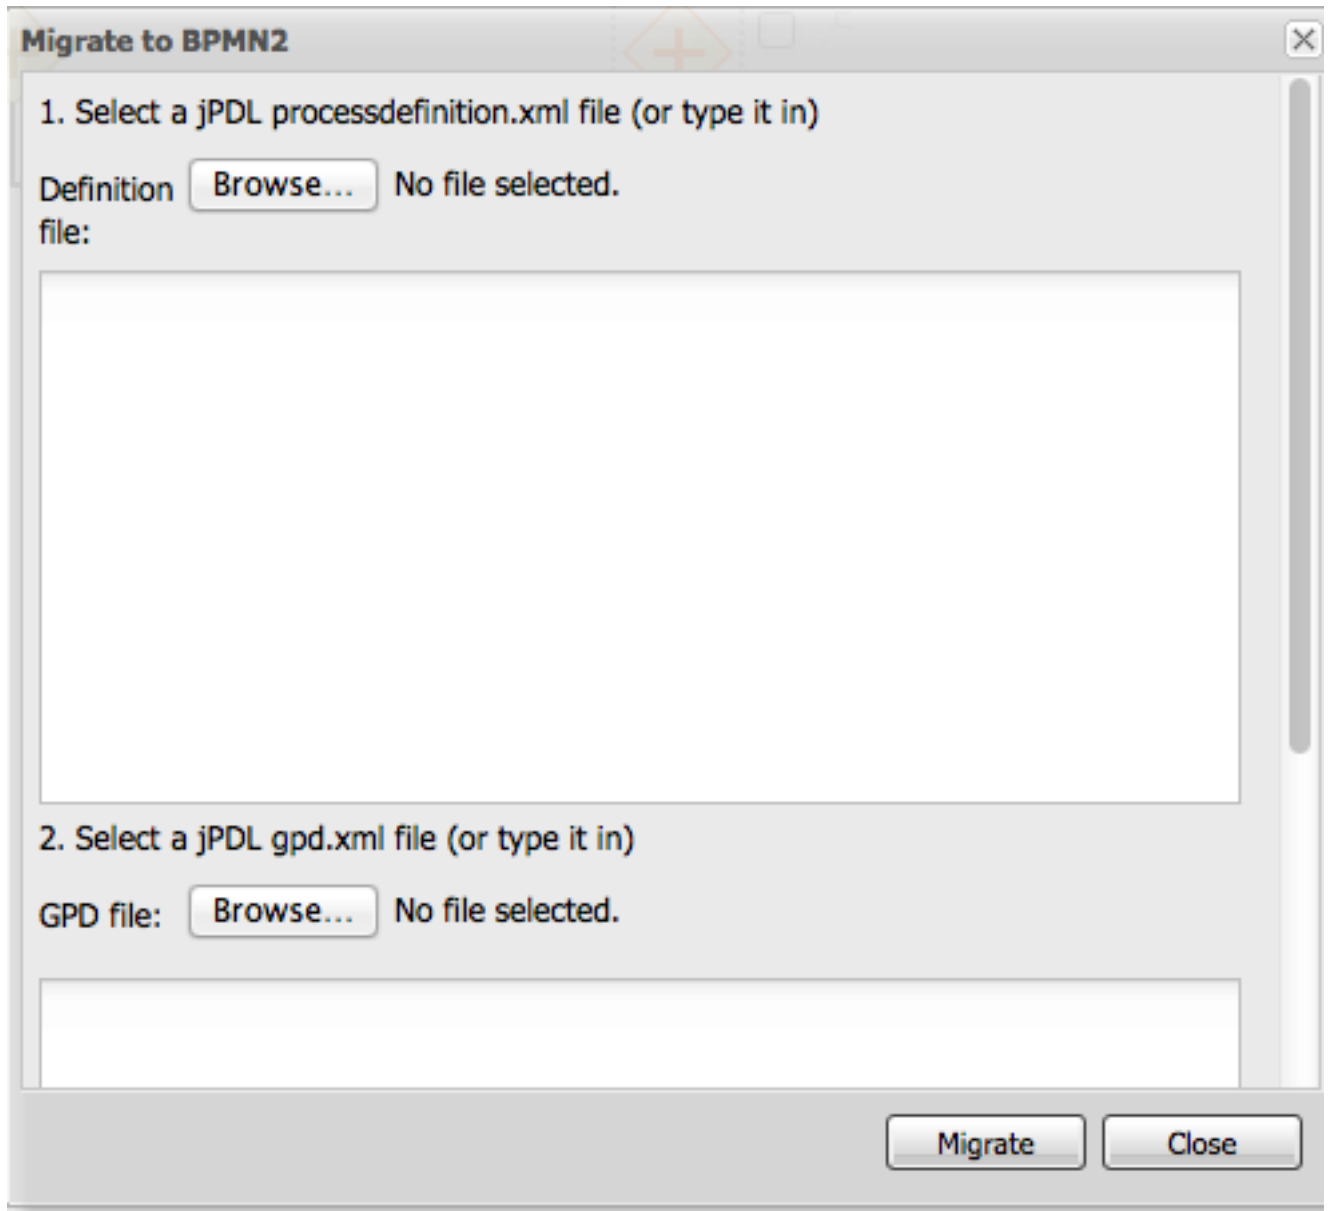 Migrate to BPMN2
1. Select a jPDL processdefinition.xml file (or type it in)
Definition file:
Browse... No file selected.
2. Select a jPDL gpd.xml file (or type it in)
GPD file: Browse... No file selected.
Migrate Close